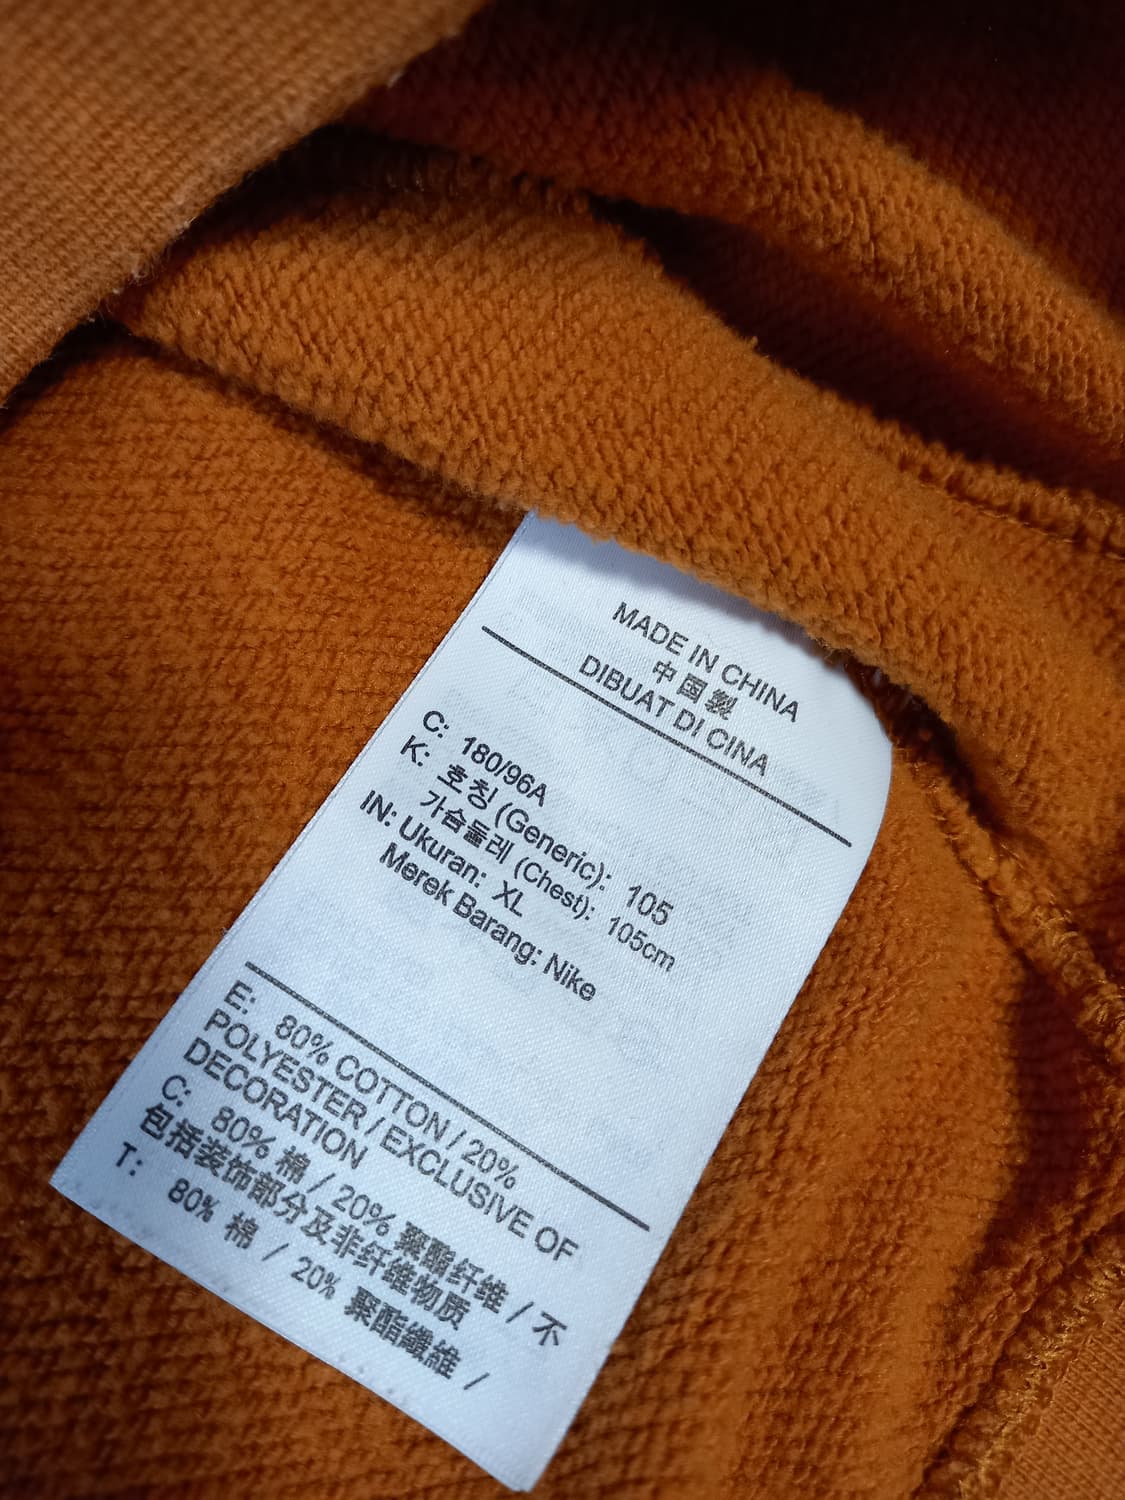 MADE IN CHINA
中国製
DIBUAT DI CINA
C: 180/96A
K: 호칭 (Generic): 105
가슴둘레 (Chest): 105cm
IN: Ukuran: XL
Merek Barang: Nike
E: 80% COTTON / 20%
POLYESTER / EXCLUSIVE OF
DECORATION
C: 80% 棉 / 20% 聚酯纤维 / 不
包括装饰部分及非纤维物质
T: 80% 棉 / 20% 聚酯纖維 /